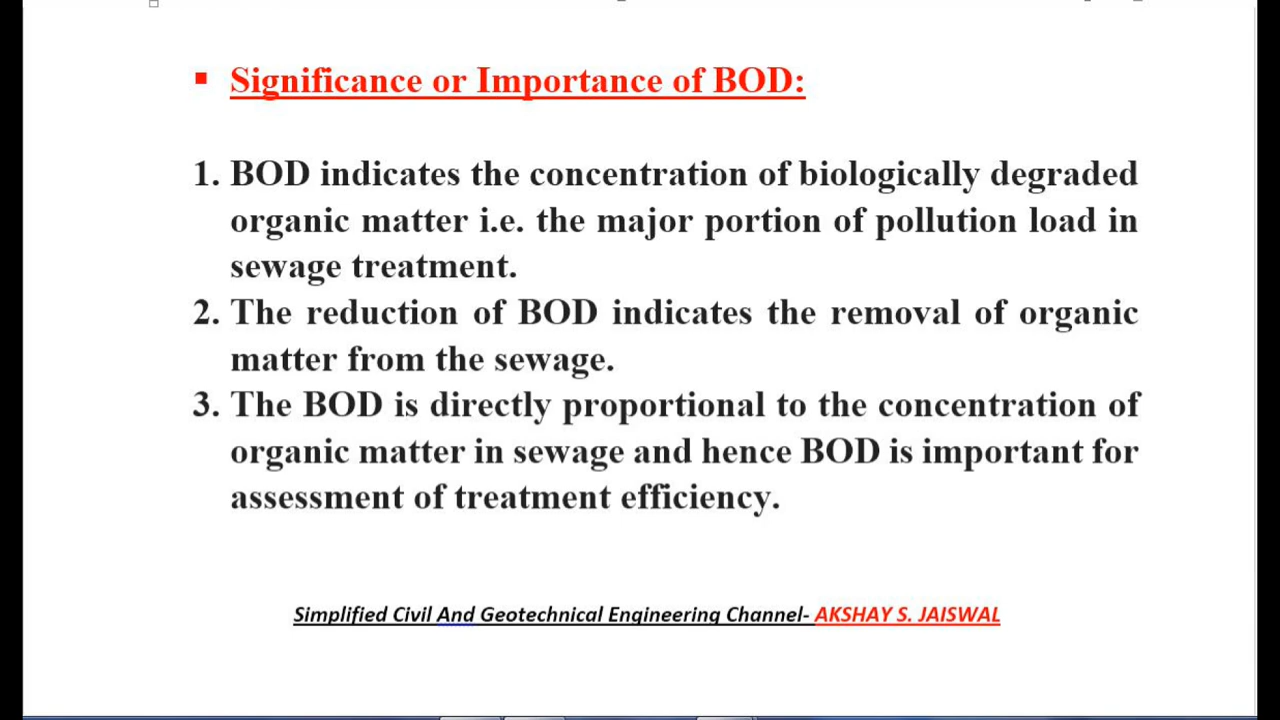 ▪ Significance or Importance of BOD:
1. BOD indicates the concentration of biologically degraded
organic matter i.e. the major portion of pollution load in
sewage treatment.
2. The reduction of BOD indicates the removal of organic
matter from the sewage.
3. The BOD is directly proportional to the concentration of
organic matter in sewage and hence BOD is important for
assessment of treatment efficiency.
Simplified Civil And Geotechnical Engineering Channel- AKSHAY S. JAISWAL